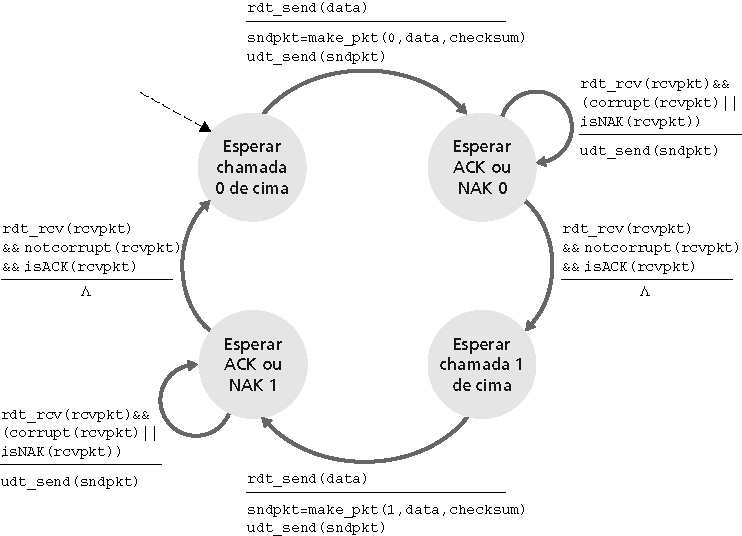 rdt_send(data)
sndpkt=make_pkt(0,data,checksum)
udt_send(sndpkt)
rdt_rcv(rcvpkt)&&
(corrupt(rcvpkt)||
isNAK(rcvpkt))
udt_send(sndpkt)
Esperar
chamada
0 de cima
Esperar
ACK ou
NAK 0
rdt_rcv(rcvpkt)
&& notcorrupt(rcvpkt)
&& isACK(rcvpkt)
Λ
rdt_rcv(rcvpkt)
&& notcorrupt(rcvpkt)
&& isACK(rcvpkt)
Λ
Esperar
ACK ou
NAK 1
Esperar
chamada 1
de cima
rdt_rcv(rcvpkt)&&
(corrupt(rcvpkt)||
isNAK(rcvpkt))
udt_send(sndpkt)
rdt_send(data)
sndpkt=make_pkt(1,data,checksum)
udt_send(sndpkt)